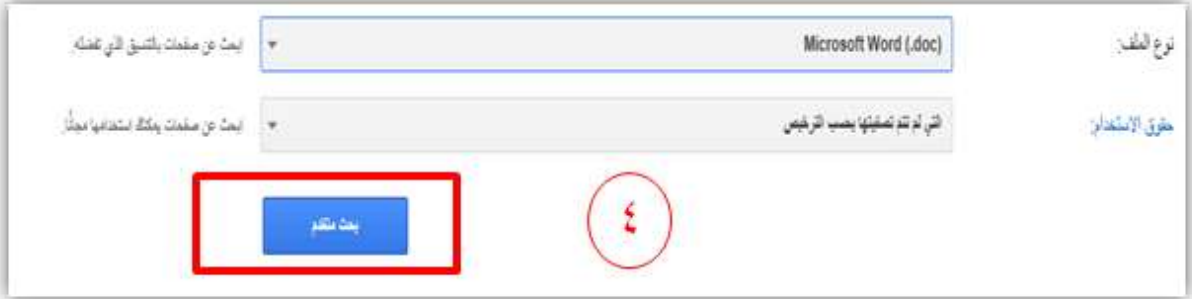 نوع الملف: Microsoft Word (.doc) ابحث عن صفحات بالتنسيق الذي تفضله.
حقوق الاستخدام: التي لم تتم تصفيتها بحسب الترخيص ابحث عن صفحات يمكنك استخدامها مجانًا.
٤ بحث متقدم